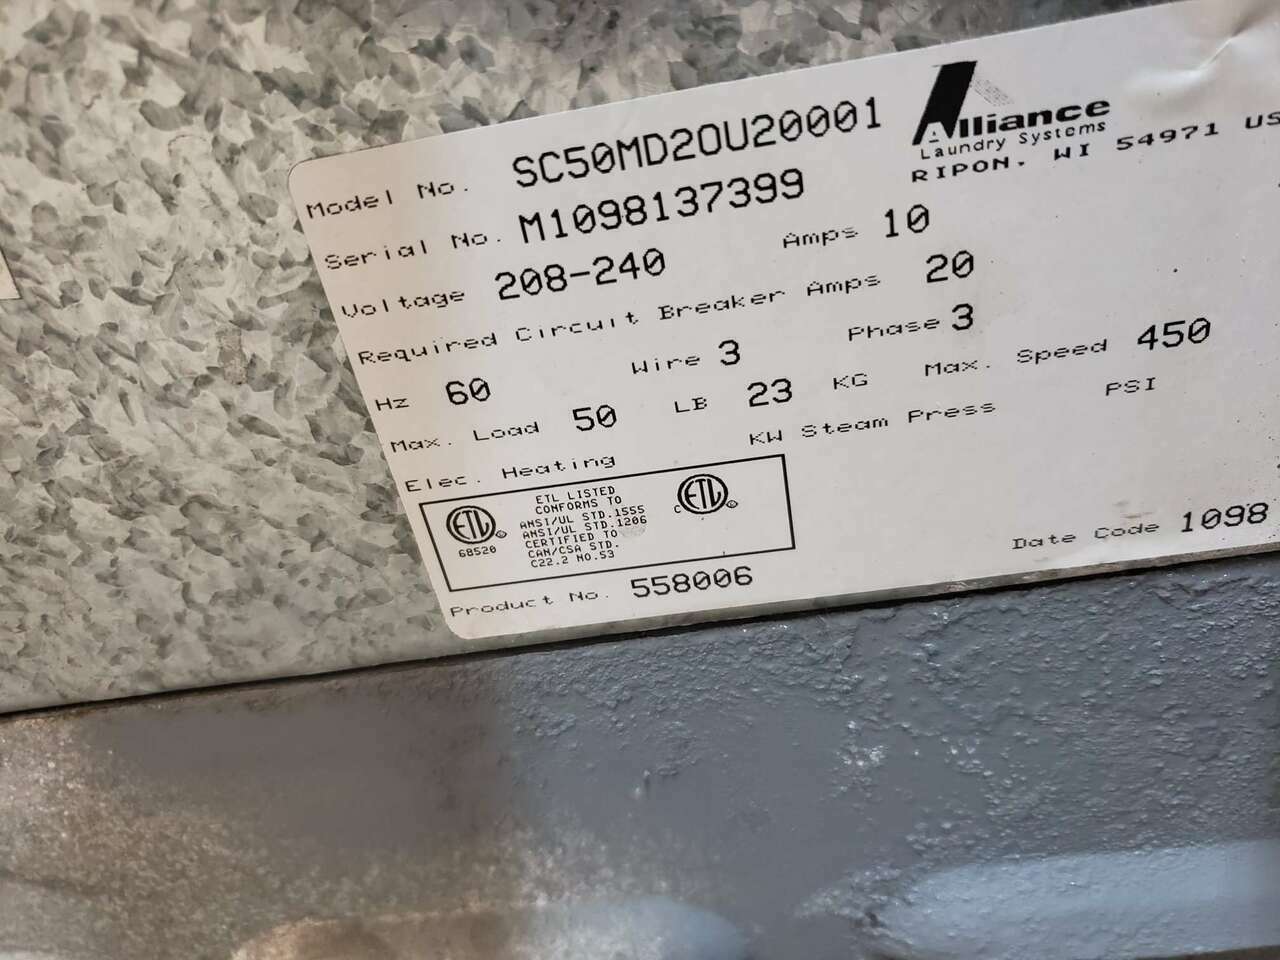 Model No. SC50MD2OU20001
Alliance
Laundry Systems
RIPON, WI 54971 US
Serial No. M1098137399
Voltage 208-240 Amps 10
Required Circuit Breaker Amps 20
Hz 60 Wire 3 Phase 3
Max. Load 50 LB 23 KG Max. Speed 450
Elec. Heating KW Steam Press PSI
ETL LISTED
CONFORMS TO
ANSI/UL STD.1555
ANSI/UL STD.1206
CERTIFIED TO
CAN/CSA STD.
C22.2 NO.53
ETL
68520
C ETL
Product No. 558006
Date Code 1098